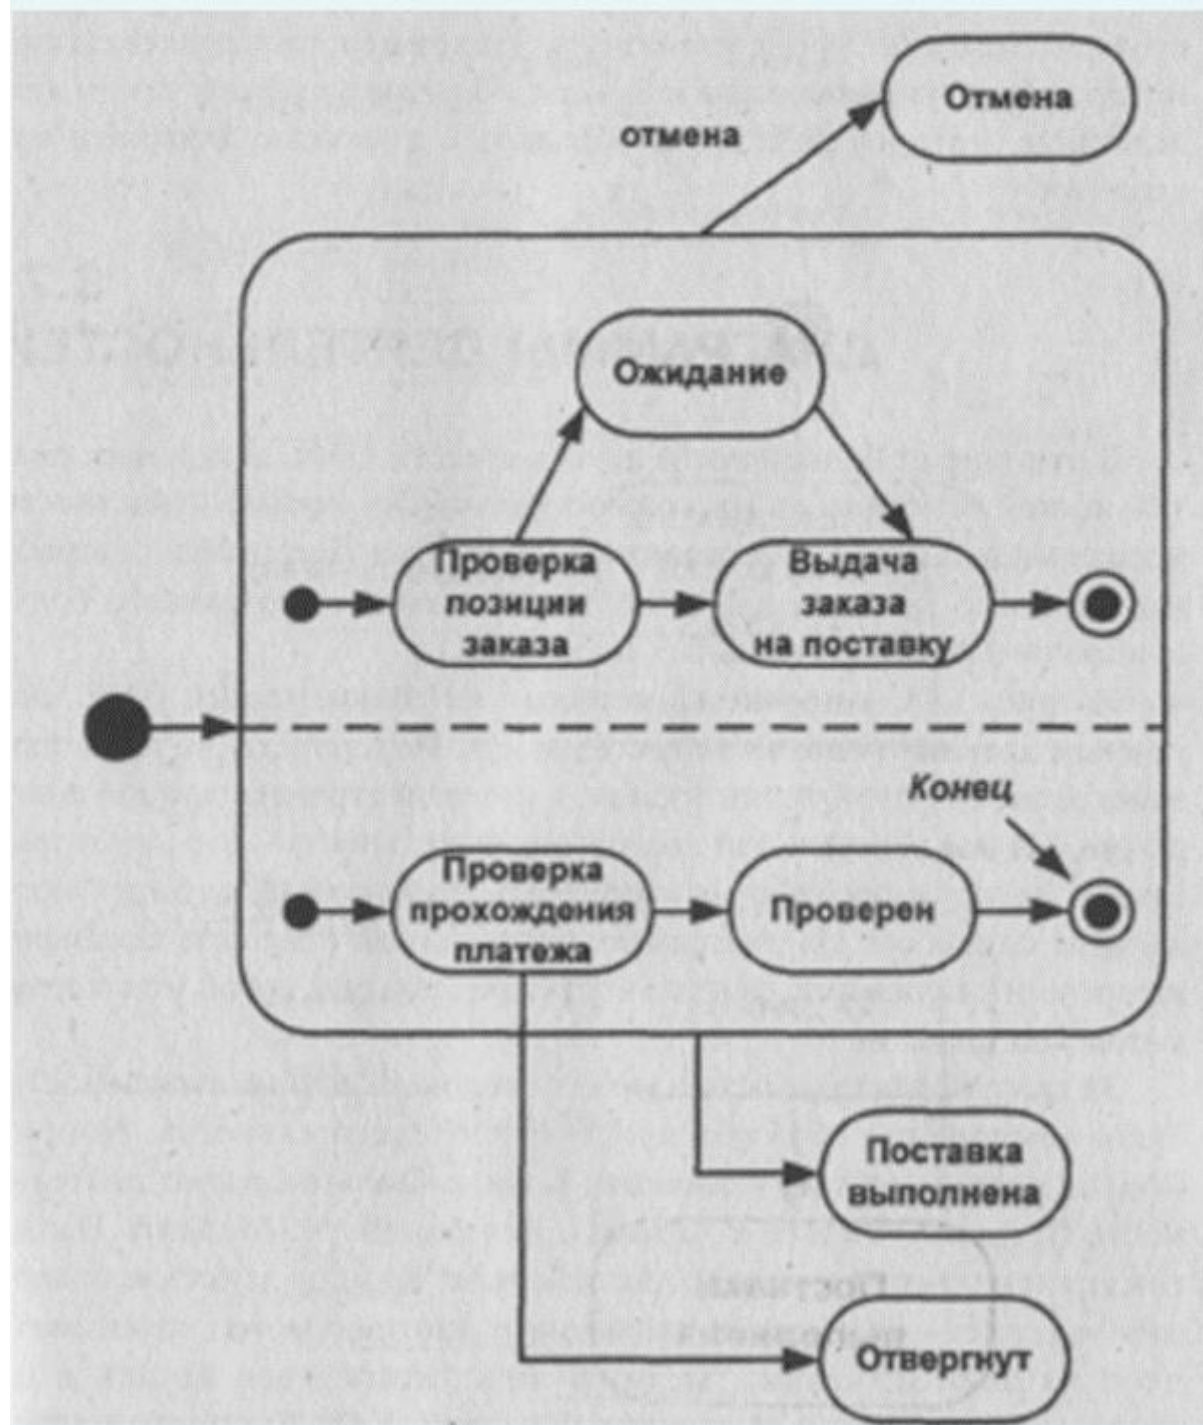 Отмена
отмена
Ожидание
Проверка
позиции
заказа
Выдача
заказа
на поставку
Конец
Проверка
прохождения
платежа
Проверен
Поставка
выполнена
Отвергнут